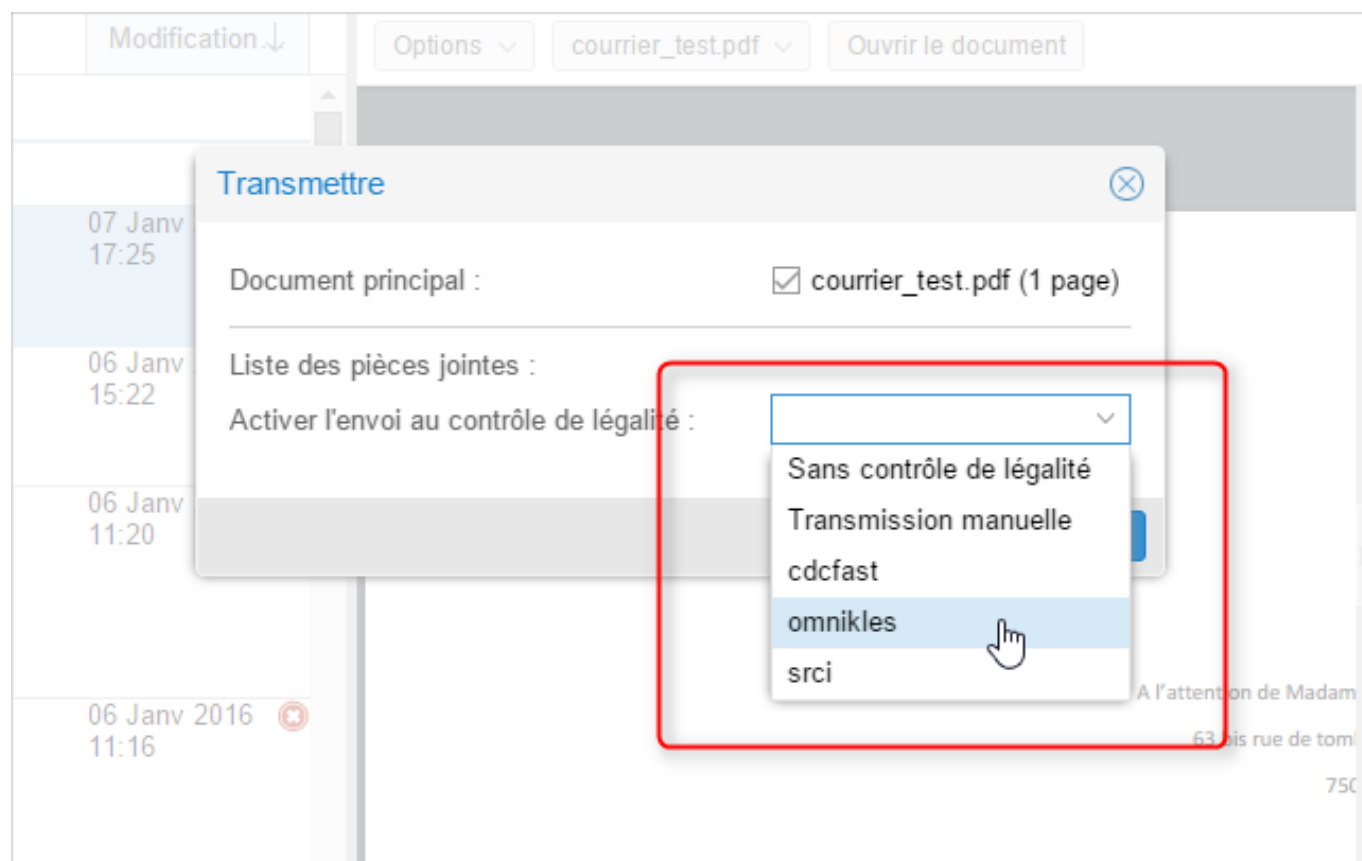 Modification
Options
courrier_test.pdf
Ouvrir le document
Transmettre
07 Janv
17:25
Document principal :
courrier_test.pdf (1 page)
06 Janv
15:22
Liste des pièces jointes :
Activer l'envoi au contrôle de légalité :
Sans contrôle de légalité
Transmission manuelle
cdcfast
omnikles
srci
06 Janv
11:20
06 Janv 2016
11:16
A l'attention de Madam
63 bis rue de tom
750